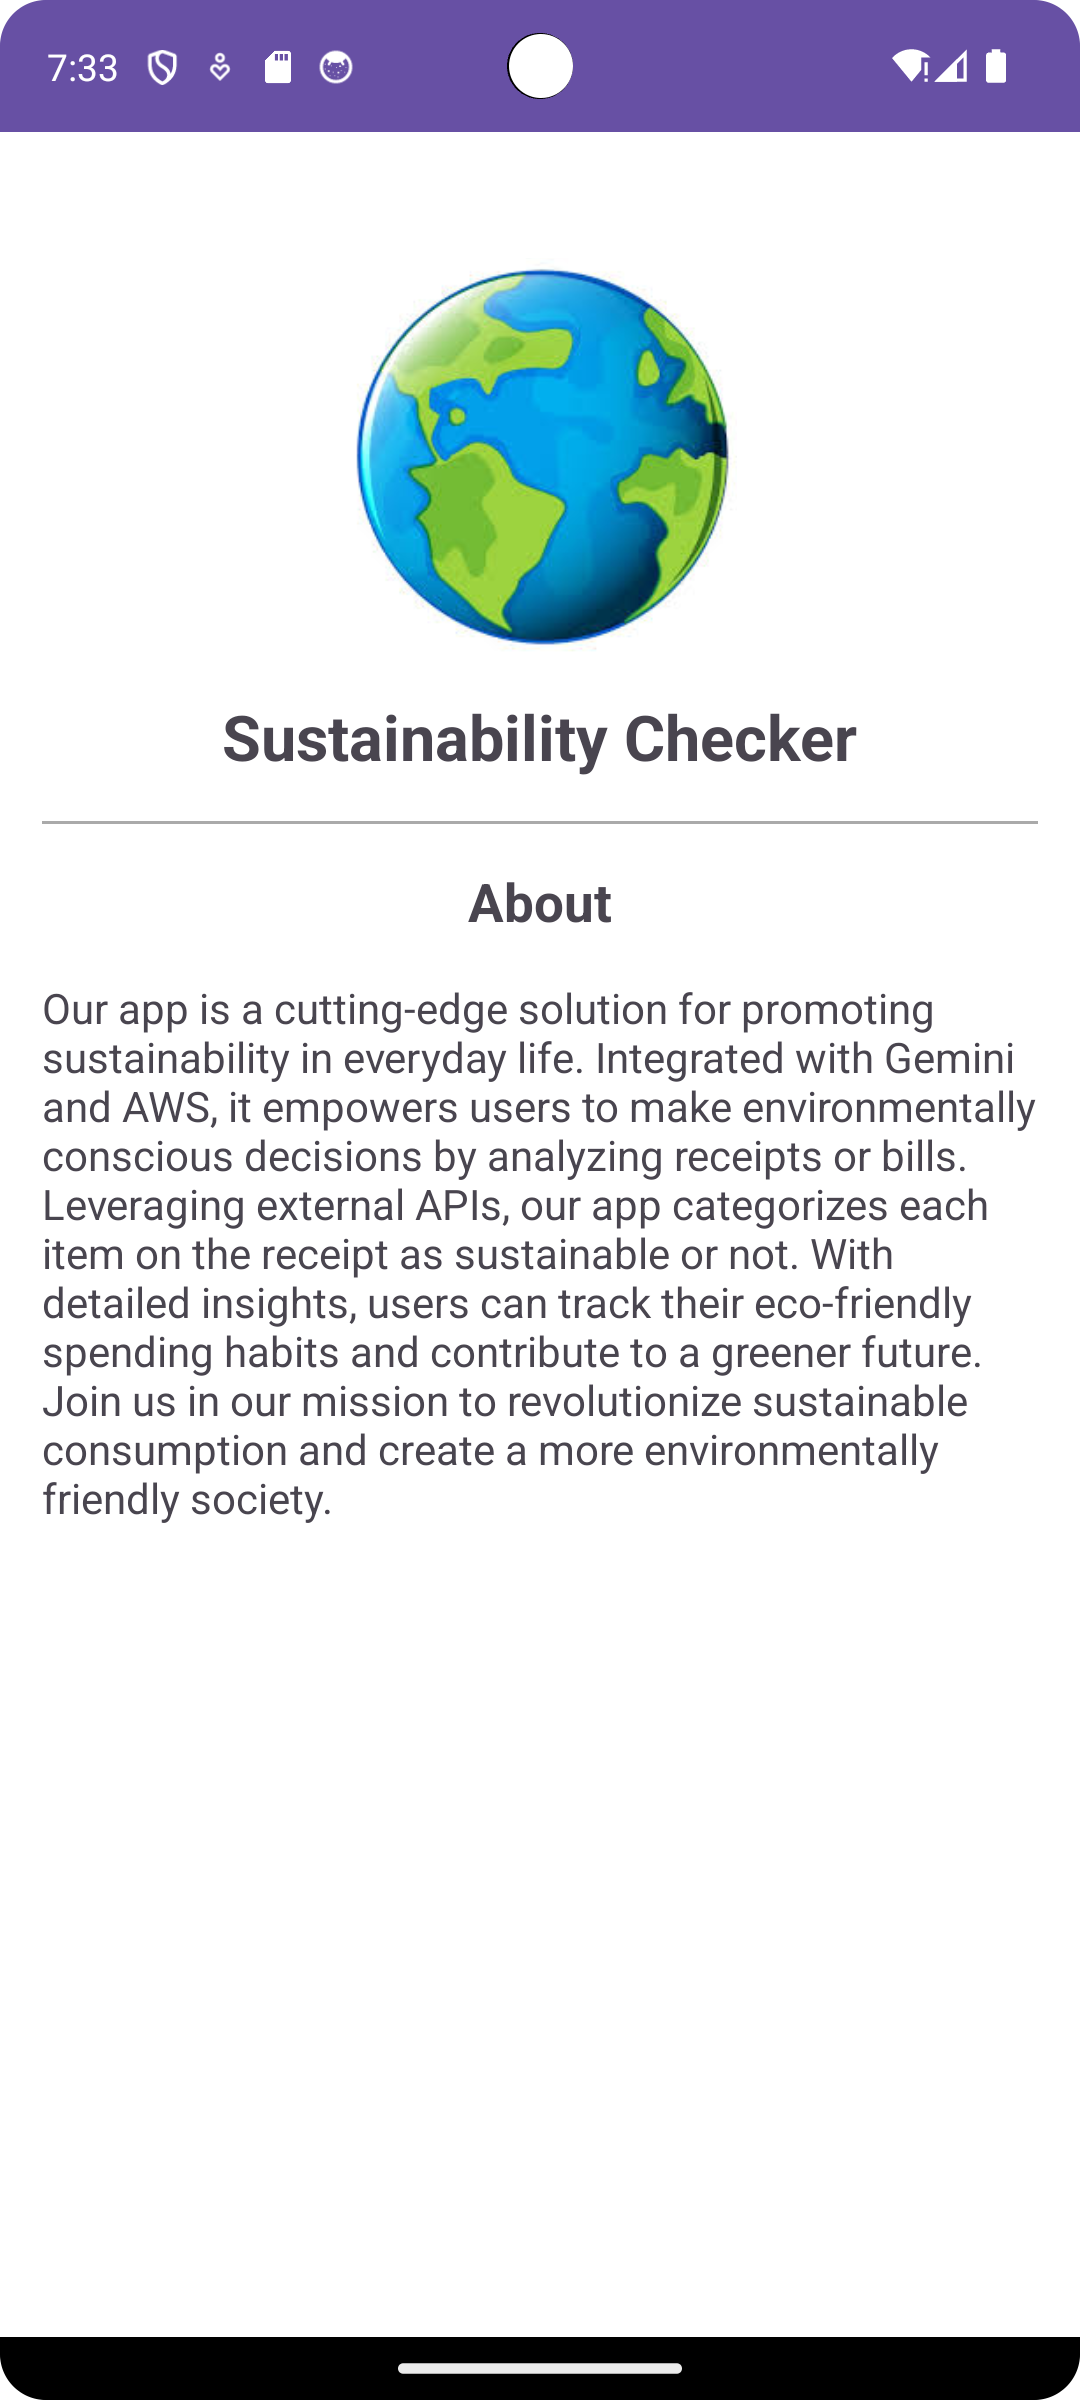 7:33
Sustainability Checker
About
Our app is a cutting-edge solution for promoting
sustainability in everyday life. Integrated with Gemini
and AWS, it empowers users to make environmentally
conscious decisions by analyzing receipts or bills.
Leveraging external APIs, our app categorizes each
item on the receipt as sustainable or not. With
detailed insights, users can track their eco-friendly
spending habits and contribute to a greener future.
Join us in our mission to revolutionize sustainable
consumption and create a more environmentally
friendly society.